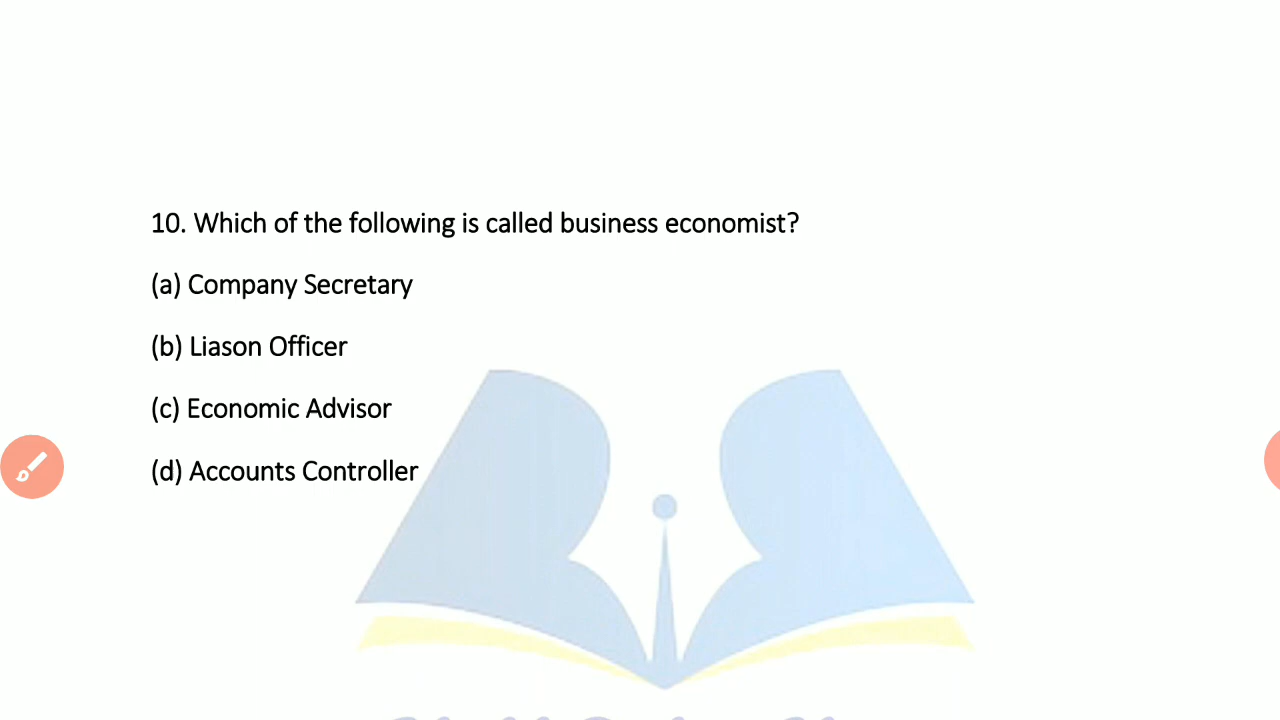 10. Which of the following is called business economist?
(a) Company Secretary
(b) Liason Officer
(c) Economic Advisor
(d) Accounts Controller